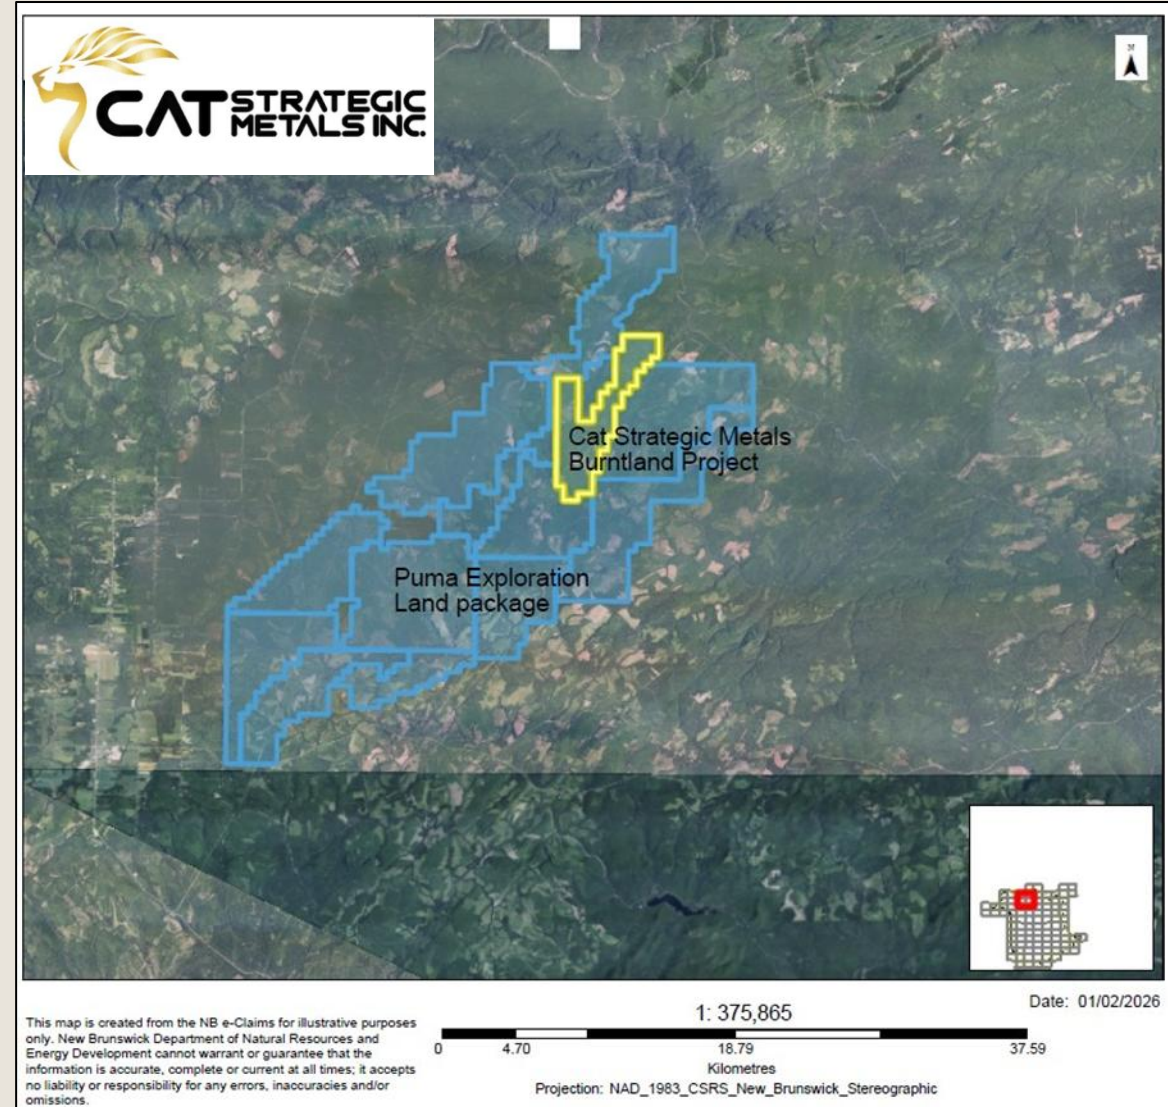 CAT STRATEGIC
METALS INC.
N
Cat Strategic Metals
Burntland Project
Puma Exploration
Land package
Date: 01/02/2026
1: 375,865
0 4.70 18.79 37.59
Kilometres
Projection: NAD_1983_CSRS_New_Brunswick_Stereographic
This map is created from the NB e-Claims for illustrative purposes
only. New Brunswick Department of Natural Resources and
Energy Development cannot warrant or guarantee that the
information is accurate, complete or current at all times; it accepts
no liability or responsibility for any errors, inaccuracies and/or
omissions.